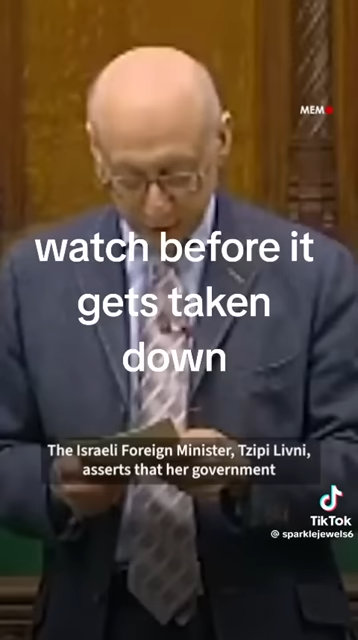 MEM
watch before it
gets taken
down
The Israeli Foreign Minister, Tzipi Livni,
asserts that her government
TikTok
@ sparklejewels6